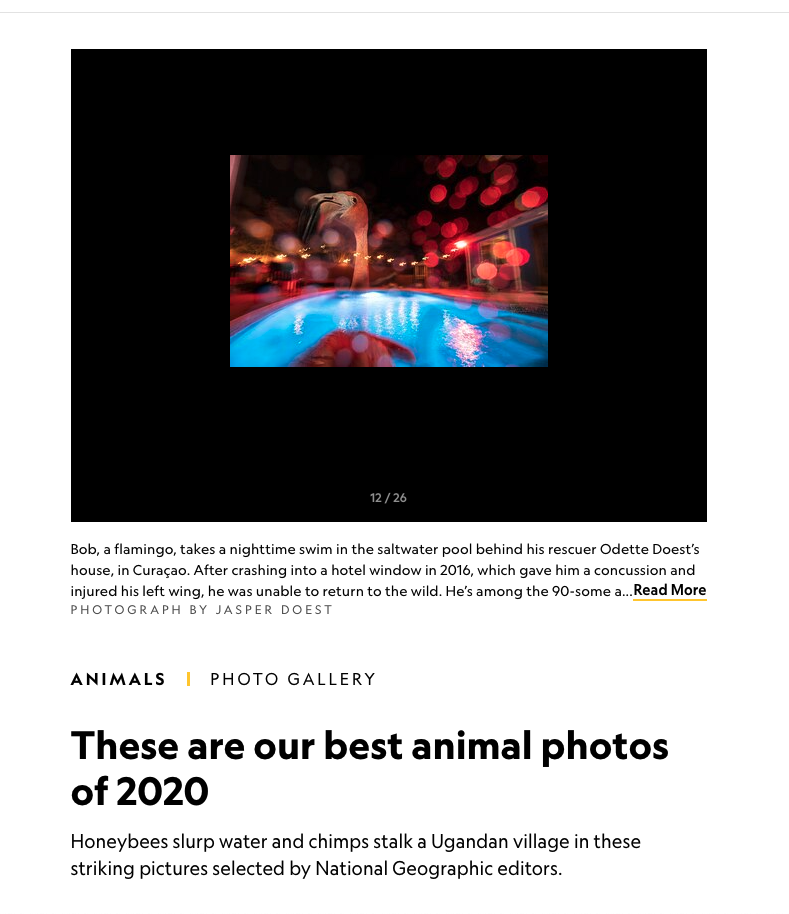 12 / 26
Bob, a flamingo, takes a nighttime swim in the saltwater pool behind his rescuer Odette Doest’s
house, in Curaçao. After crashing into a hotel window in 2016, which gave him a concussion and
injured his left wing, he was unable to return to the wild. He’s among the 90-some a...Read More
PHOTOGRAPH BY JASPER DOEST
ANIMALS | PHOTO GALLERY
These are our best animal photos
of 2020
Honeybees slurp water and chimps stalk a Ugandan village in these
striking pictures selected by National Geographic editors.